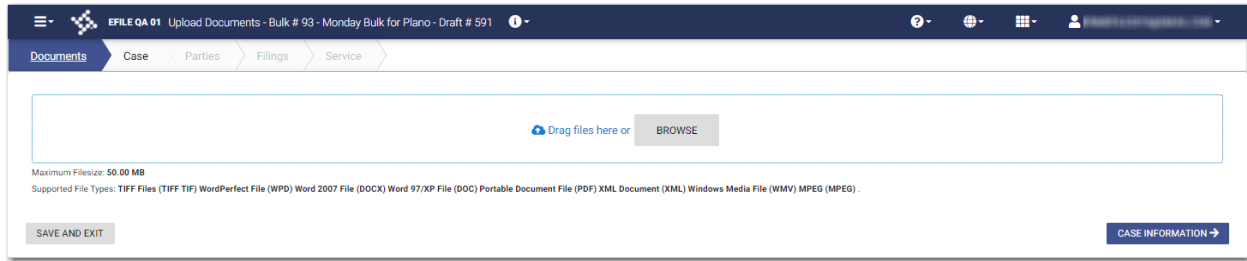 EFILE QA 01 Upload Documents - Bulk # 93 - Monday Bulk for Plano - Draft # 591
Documents Case Parties Filings Service
Drag files here or BROWSE
Maximum Filesize: 50.00 MB
Supported File Types: TIFF Files (TIFF TIF) WordPerfect File (WPD) Word 2007 File (DOCX) Word 97/XP File (DOC) Portable Document File (PDF) XML Document (XML) Windows Media File (WMV) MPEG (MPEG) .
SAVE AND EXIT CASE INFORMATION →